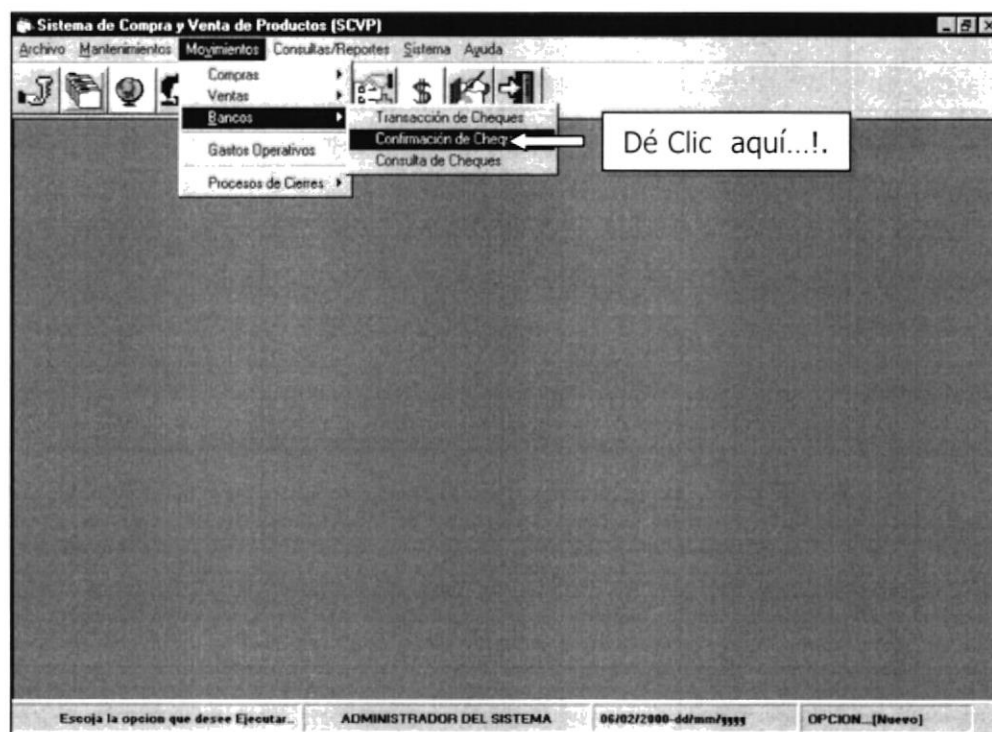 Sistema de Compra y Venta de Productos (SCVP)
Archivo Mantenimientos Movimientos Consultas/Reportes Sistema Ayuda
Compras
Ventas
Bancos
Gastos Operativos
Procesos de Cierres
Transacción de Cheques
Confirmación de Cheq
Consulta de Cheques
Dé Clic aquí...!.
Escoja la opcion que desee Ejecutar..
ADMINISTRADOR DEL SISTEMA
06/02/2000-dd/mm/yyyy
OPCION...[Nuevo]